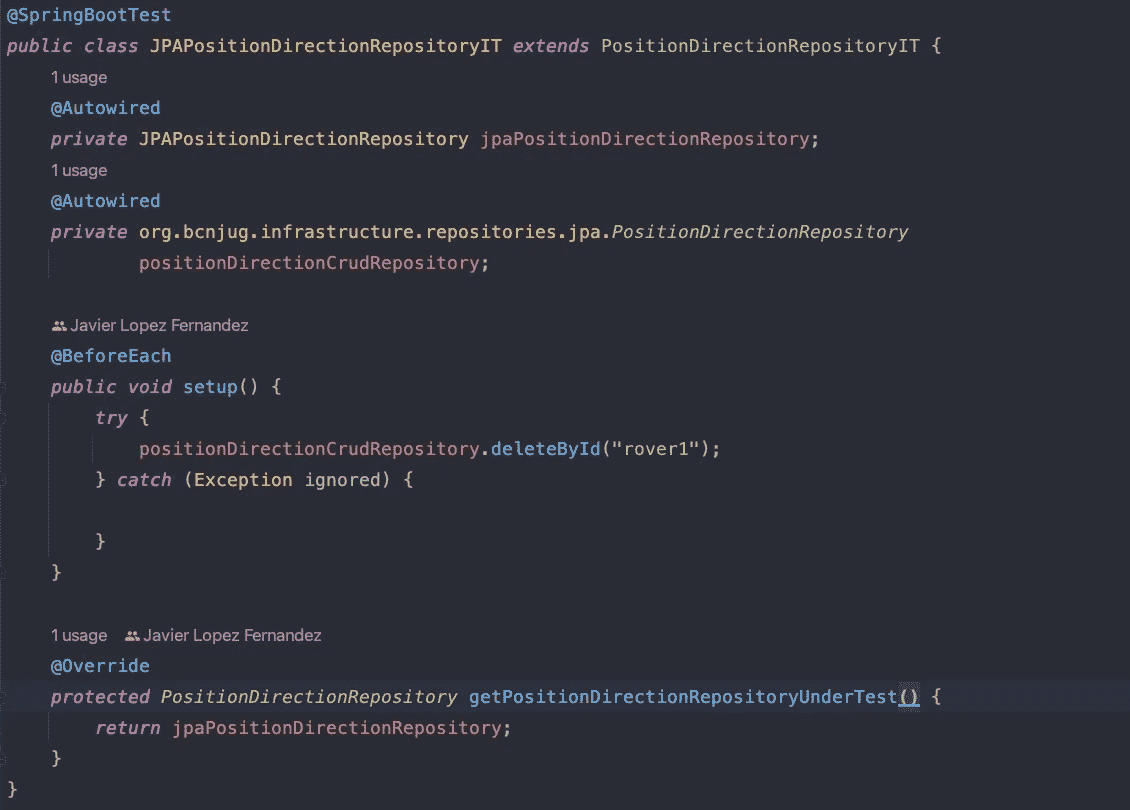 @SpringBootTest
public class JPAPositionDirectionRepositoryIT extends PositionDirectionRepositoryIT {
1 usage
@Autowired
private JPAPositionDirectionRepository jpaPositionDirectionRepository;
1 usage
@Autowired
private org.bcnjug.infrastructure.repositories.jpa.PositionDirectionRepository
positionDirectionCrudRepository;
Javier Lopez Fernandez
@BeforeEach
public void setup() {
try {
positionDirectionCrudRepository.deleteById("rover1");
} catch (Exception ignored) {
}
}
1 usage Javier Lopez Fernandez
@Override
protected PositionDirectionRepository getPositionDirectionRepositoryUnderTest() {
return jpaPositionDirectionRepository;
}
}